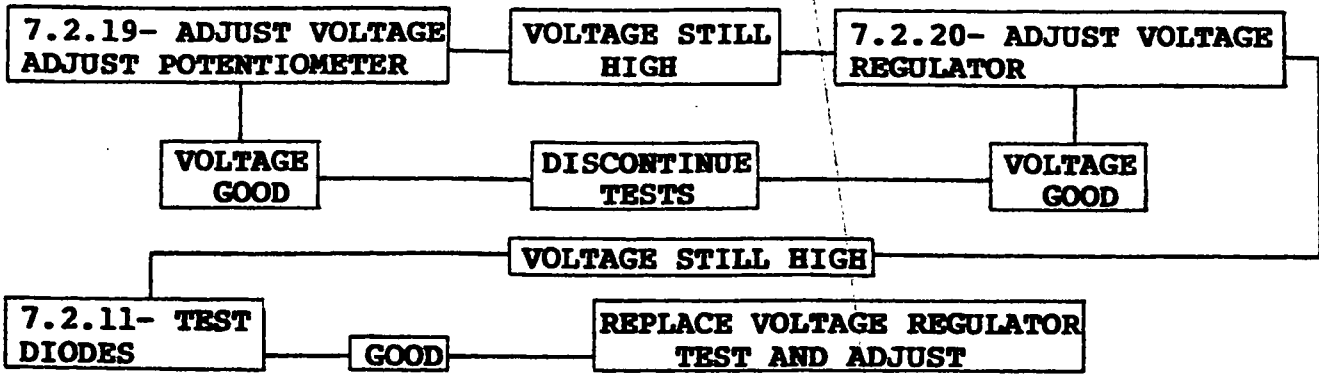 7.2.19- ADJUST VOLTAGE
ADJUST POTENTIOMETER
VOLTAGE STILL
HIGH
7.2.20- ADJUST VOLTAGE
REGULATOR
VOLTAGE
GOOD
DISCONTINUE
TESTS
VOLTAGE
GOOD
VOLTAGE STILL HIGH
7.2.11- TEST
DIODES
GOOD
REPLACE VOLTAGE REGULATOR
TEST AND ADJUST